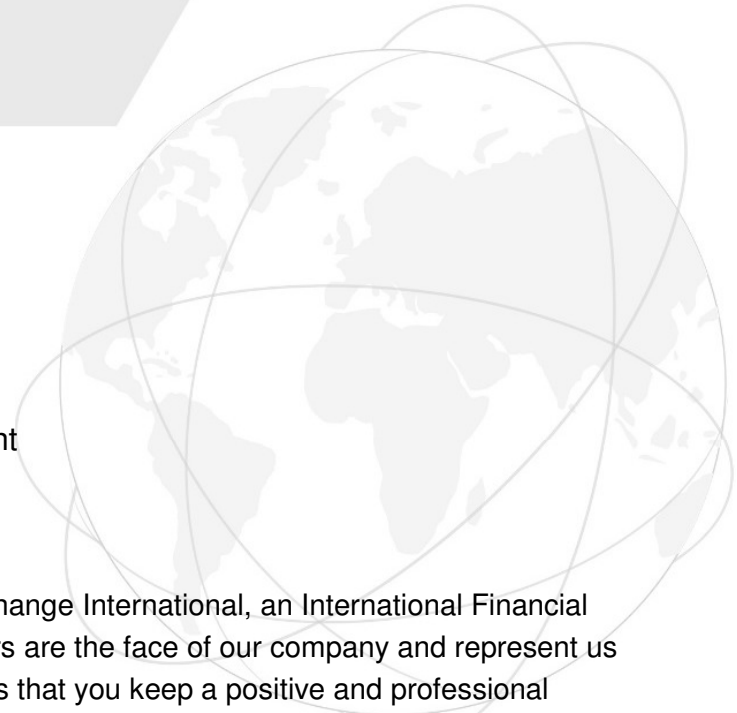 hange International, an International Financial
are the face of our company and represent us
that you keep a positive and professional